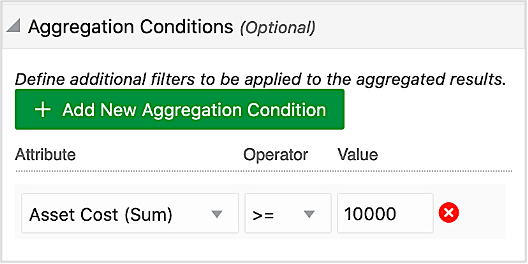 Aggregation Conditions (Optional)
Define additional filters to be applied to the aggregated results.
+ Add New Aggregation Condition
Attribute Operator Value
Asset Cost (Sum) >= 10000